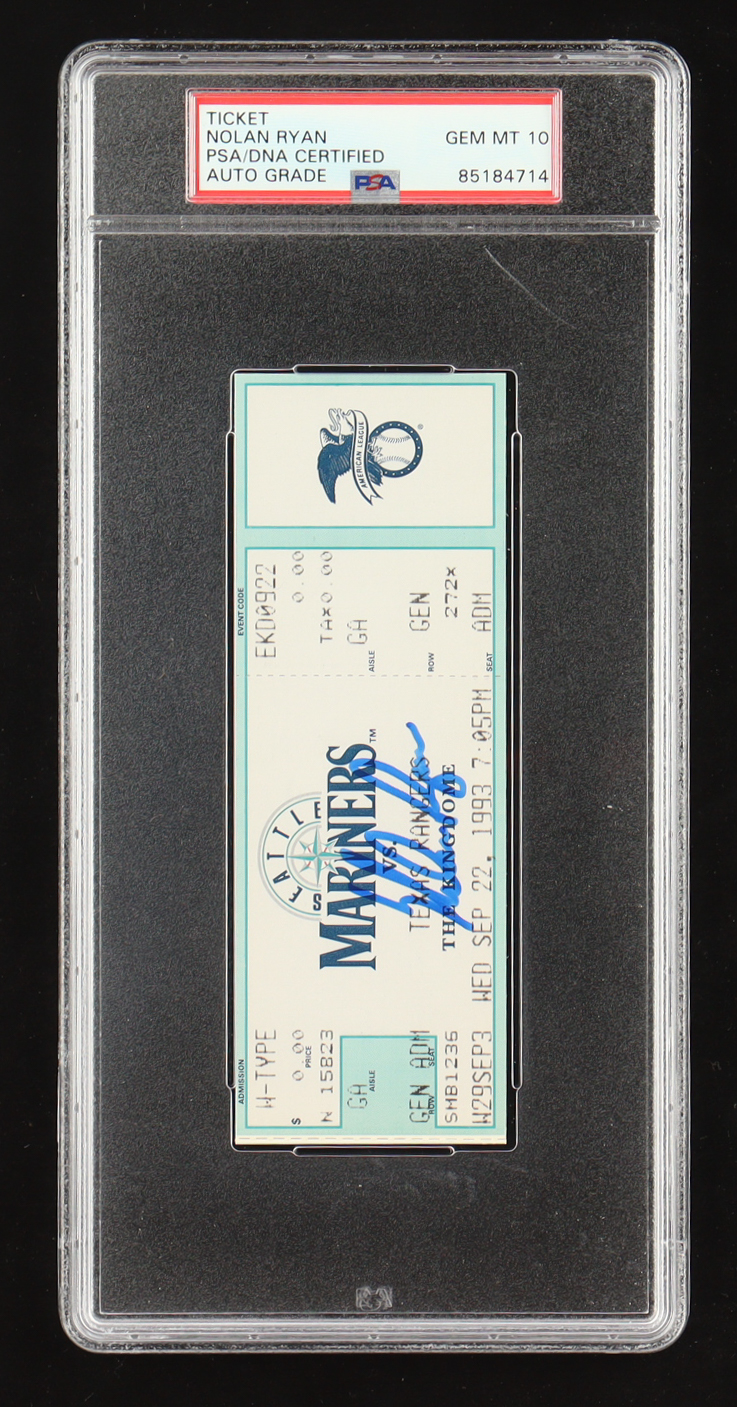 TICKET
NOLAN RYAN GEM MT 10
PSA/DNA CERTIFIED
AUTO GRADE PSA 85184714
AMERICAN LEAGUE
®
EVENT CODE
EKD0922
0.00
TAX0.00
GA
AISLE
GEN
ROW
272X
ADM
SEAT
SEATTLE
MARINERS™
VS.
TEXAS RANGERS
THE KINGDOME
WED SEP 22, 1993 7:05PM
ADMISSION
W-TYPE
$ 0.00
PRICE
N 15823
GA
AISLE
GEN ADM
ROW SEAT
SMB1236
W29SEP3